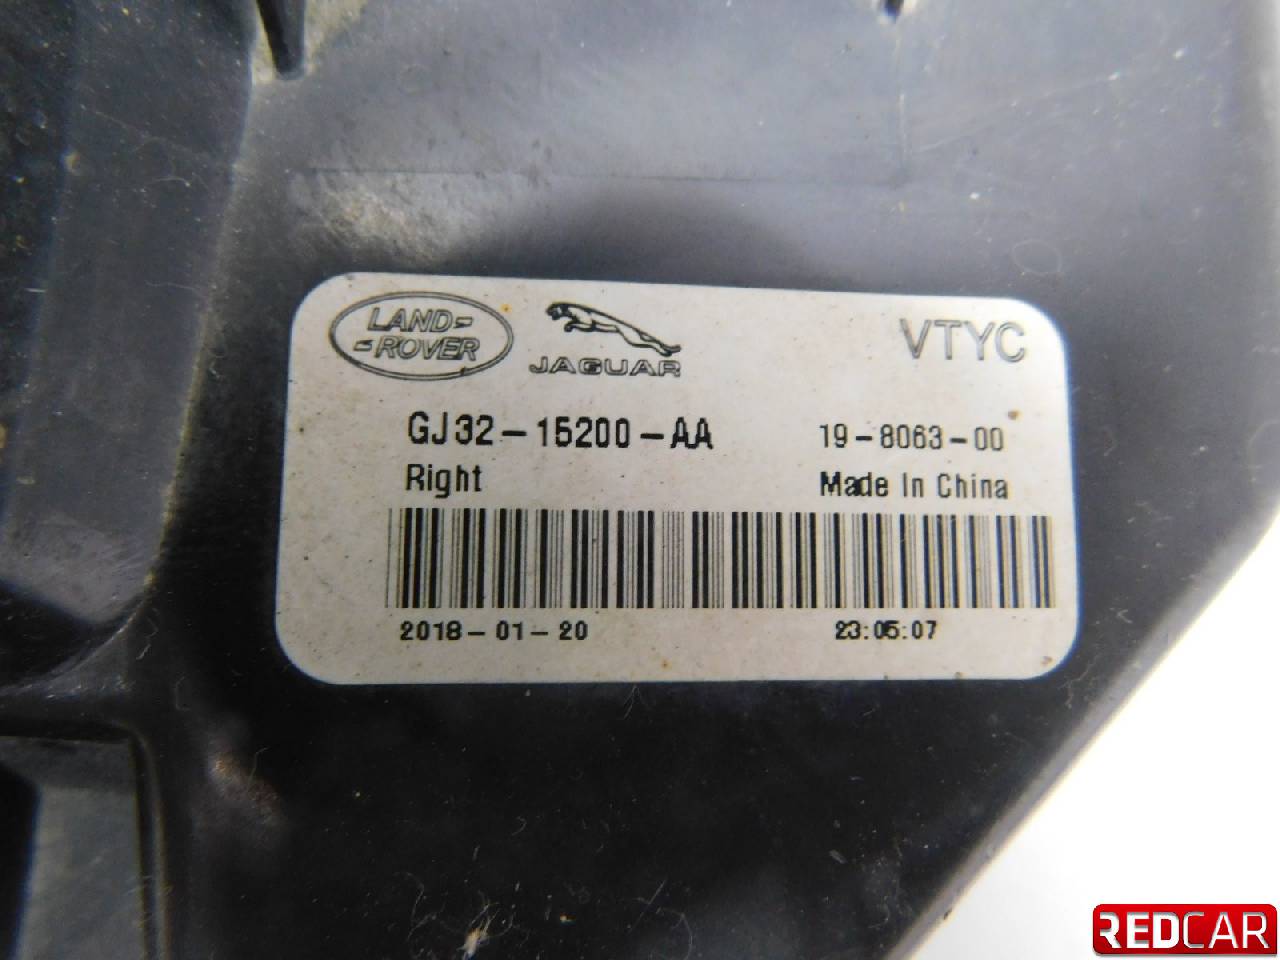 LAND-
-ROVER
JAGUAR
VTYC
GJ32-15200-AA
19-8063-00
Right
Made In China
2018-01-20
23:05:07
REDCAR